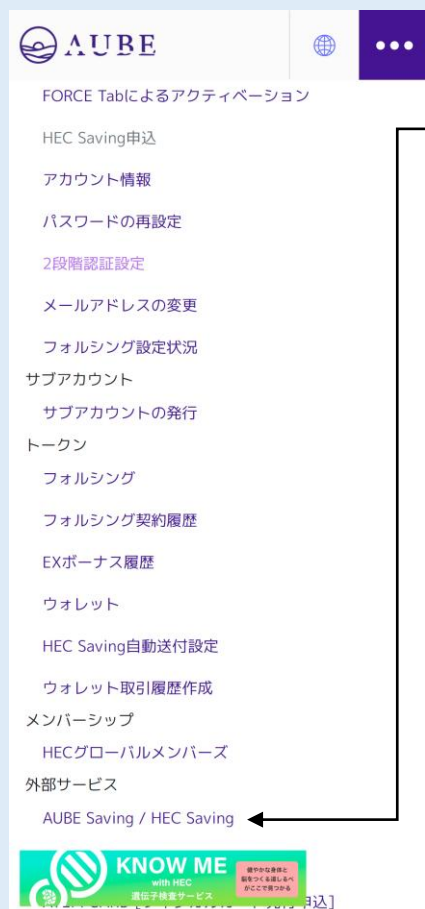 AUBE
FORCE Tabによるアクティベーション
HEC Saving申込
アカウント情報
パスワードの再設定
2段階認証設定
メールアドレスの変更
フォルシング設定状況
サブアカウント
サブアカウントの発行
トークン
フォルシング
フォルシング契約履歴
EXボーナス履歴
ウォレット
HEC Saving自動送付設定
ウォレット取引履歴作成
メンバーシップ
HECグローバルメンバーズ
外部サービス
AUBE Saving / HEC Saving
KNOW ME
with HEC
遺伝子検査サービス
健やかな身体と
脳をつくる道しるべ
がここで見つかる
込]